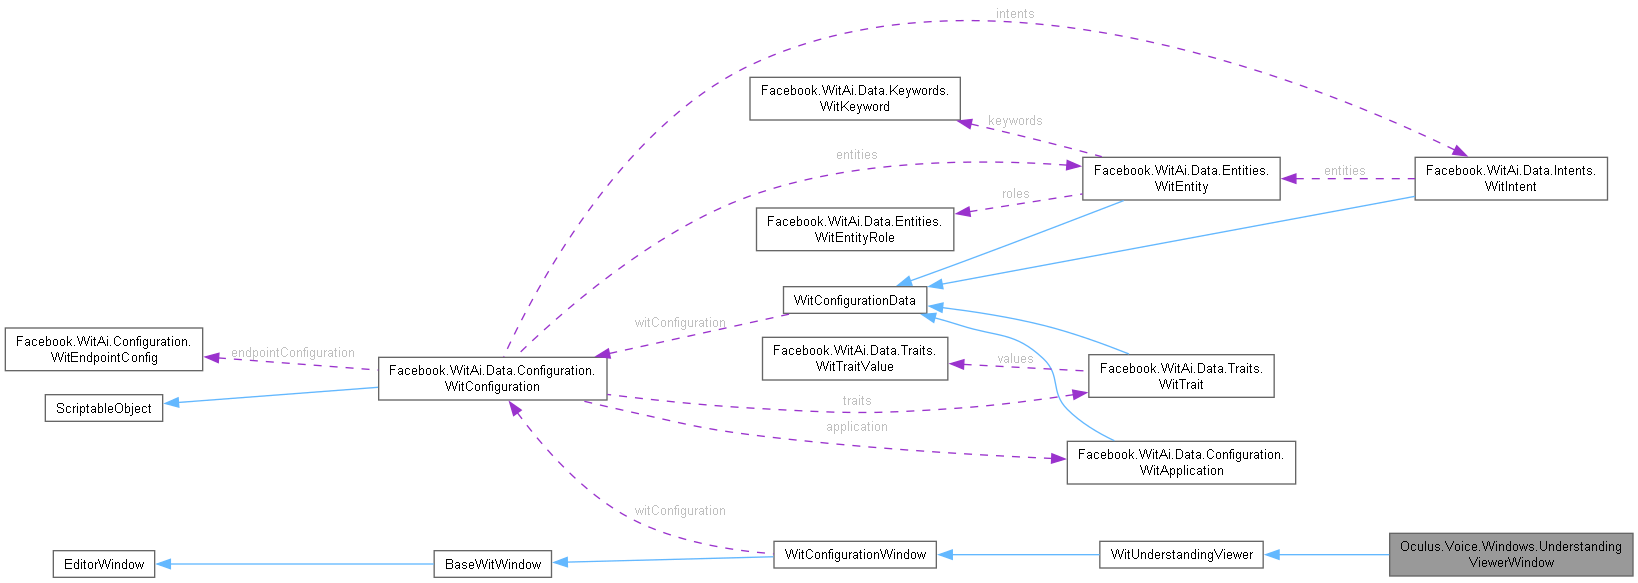 intents
Facebook.WitAi.Data.Keywords.
WitKeyword
keywords
entities
Facebook.WitAi.Data.Entities.
WitEntity
entities
Facebook.WitAi.Data.Intents.
WitIntent
roles
Facebook.WitAi.Data.Entities.
WitEntityRole
WitConfigurationData
witConfiguration
Facebook.WitAi.Configuration.
WitEndpointConfig
endpointConfiguration
Facebook.WitAi.Data.Traits.
WitTraitValue
values
Facebook.WitAi.Data.Traits.
WitTrait
Facebook.WitAi.Data.Configuration.
WitConfiguration
ScriptableObject
traits
application
Facebook.WitAi.Data.Configuration.
WitApplication
witConfiguration
EditorWindow
BaseWitWindow
WitConfigurationWindow
WitUnderstandingViewer
Oculus.Voice.Windows.Understanding
ViewerWindow